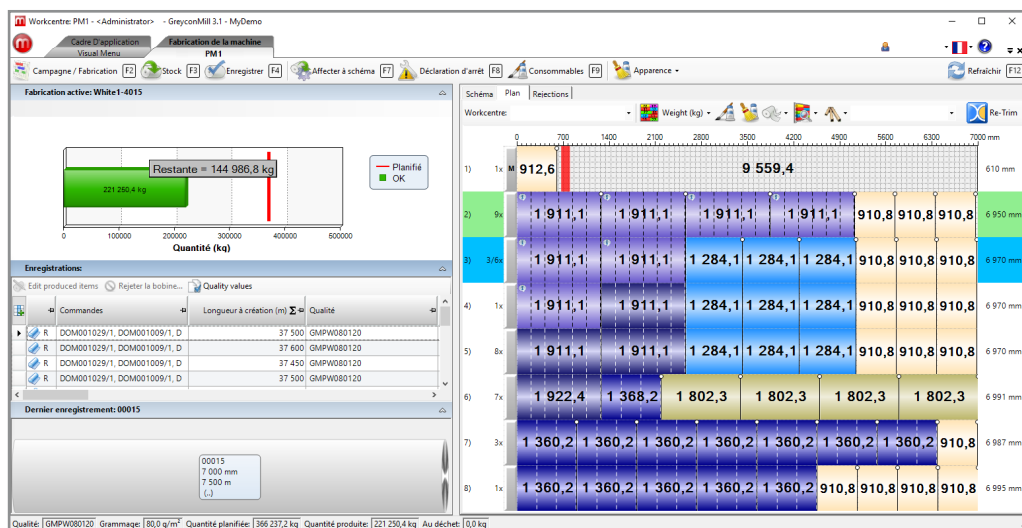 Workcentre: PM1 - <Administrator> - GreyconMill 3.1 - MyDemo
Cadre D'application
Visual Menu
Fabrication de la machine
PM1
Campagne / Fabrication F2 Stock F3 Enregistrer F4 Affecter à schéma F7 Déclaration d'arrêt F8 Consommables F9 Apparence Refraîchir F12
Fabrication active: White1-4015
Restante = 144 986,8 kg
221 250,4 kg
Planifié
OK
0 100000 200000 300000 400000 500000
Quantité (kg)
Enregistrations:
Edit produced items Rejeter la bobine... Quality values
Commandes Longueur à création (m) Σ Qualité
R DOM001029/1, DOM001009/1, D 37 500 GMPW080120
R DOM001029/1, DOM001009/1, D 37 600 GMPW080120
R DOM001029/1, DOM001009/1, D 37 450 GMPW080120
R DOM001029/1, DOM001009/1, D 37 500 GMPW080120
Dernier enregistrement: 00015
00015
7 000 mm
7 500 m
(..)
Schéma Plan Rejections
Workcentre: Weight (kg) Re-Trim
0 700 1400 2100 2800 3500 4200 4900 5600 6300 7000 mm
1) 1x M 912,6 9 559,4 610 mm
2) 9x 1 911,1 1 911,1 1 911,1 1 911,1 910,8 910,8 910,8 6 950 mm
3) 3/6x 1 911,1 1 911,1 1 284,1 1 284,1 1 284,1 910,8 910,8 910,8 6 970 mm
4) 1x 1 911,1 1 911,1 1 284,1 1 284,1 1 284,1 910,8 910,8 910,8 6 970 mm
5) 8x 1 911,1 1 911,1 1 284,1 1 284,1 1 284,1 910,8 910,8 910,8 6 970 mm
6) 7x 1 922,4 1 368,2 1 802,3 1 802,3 1 802,3 1 802,3 6 991 mm
7) 3x 1 360,2 1 360,2 1 360,2 1 360,2 1 360,2 1 360,2 1 360,2 910,8 6 987 mm
8) 1x 1 360,2 1 360,2 1 360,2 1 360,2 1 360,2 910,8 910,8 910,8 910,8 6 995 mm
Qualité: GMPW080120 Grammage: 80,0 g/m² Quantité planifiée: 366 237,2 kg Quantité produite: 221 250,4 kg Au déchet: 0,0 kg